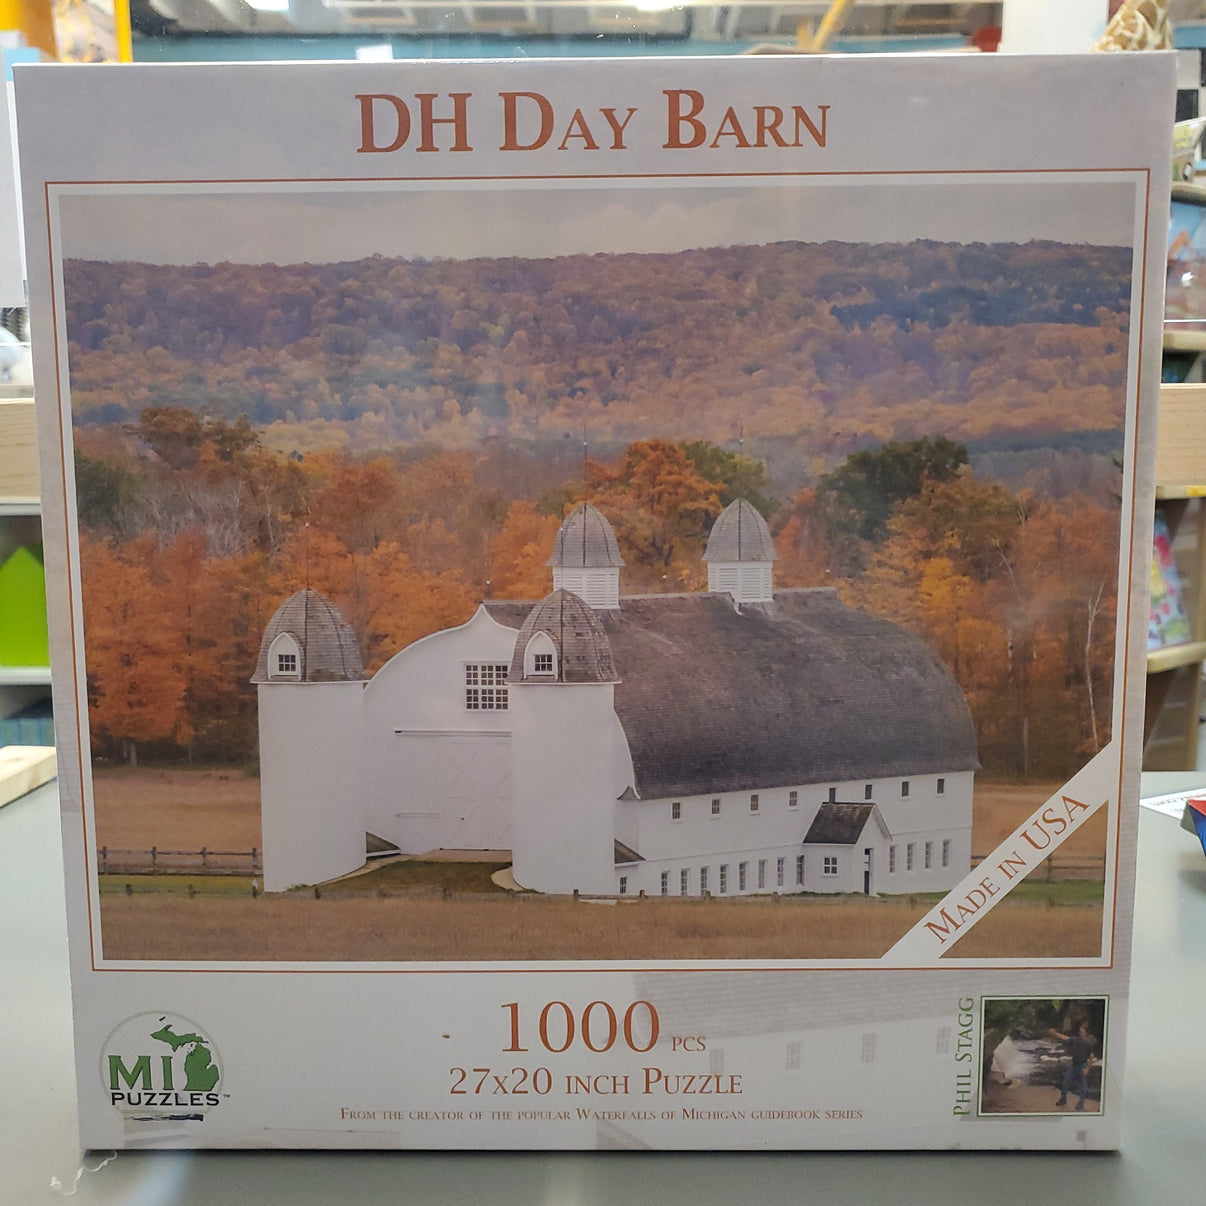 DH Day Barn
Made in USA
1000 pcs
27x20 inch Puzzle
From the creator of the popular Waterfalls of Michigan guidebook series
MI
PUZZLES™
Phil Stagg